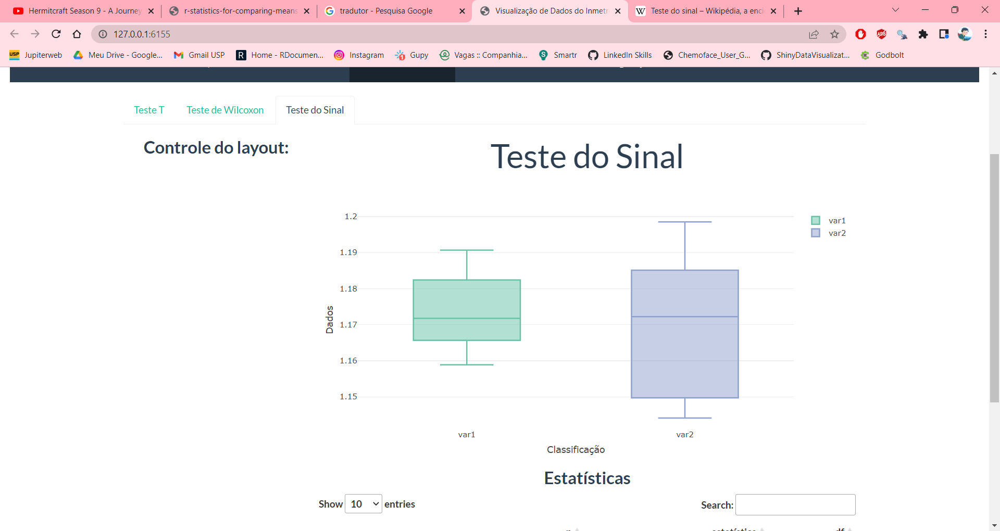 Hermitcraft Season 9 - A Journey
r-statistics-for-comparing-means
tradutor - Pesquisa Google
Visualização de Dados do Inmetr
Teste do sinal – Wikipédia, a enci
127.0.0.1:6155
Jupiterweb
Meu Drive - Google...
Gmail USP
Home - RDocumen...
Instagram
Gupy
Vagas :: Companhia...
Smartr
LinkedIn Skills
Chemoface_User_G...
ShinyDataVisualizat...
Godbolt
Teste T
Teste de Wilcoxon
Teste do Sinal
Controle do layout:
Teste do Sinal
1.2
1.19
1.18
1.17
1.16
1.15
Dados
var1
var2
var1
var2
Classificação
Estatísticas
Show 10 entries
Search: